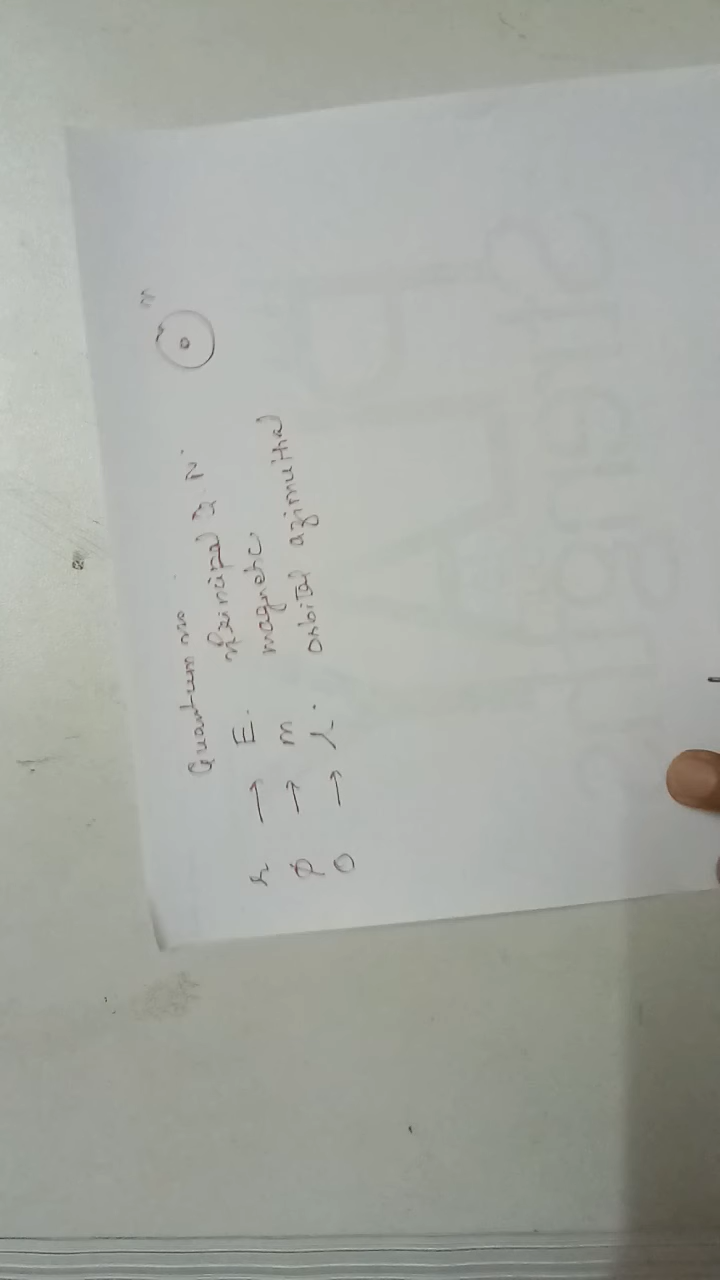 Quantum no.
r → E. Principal Q.N.
φ → m magnetic
θ → l. orbital azimuthal
n